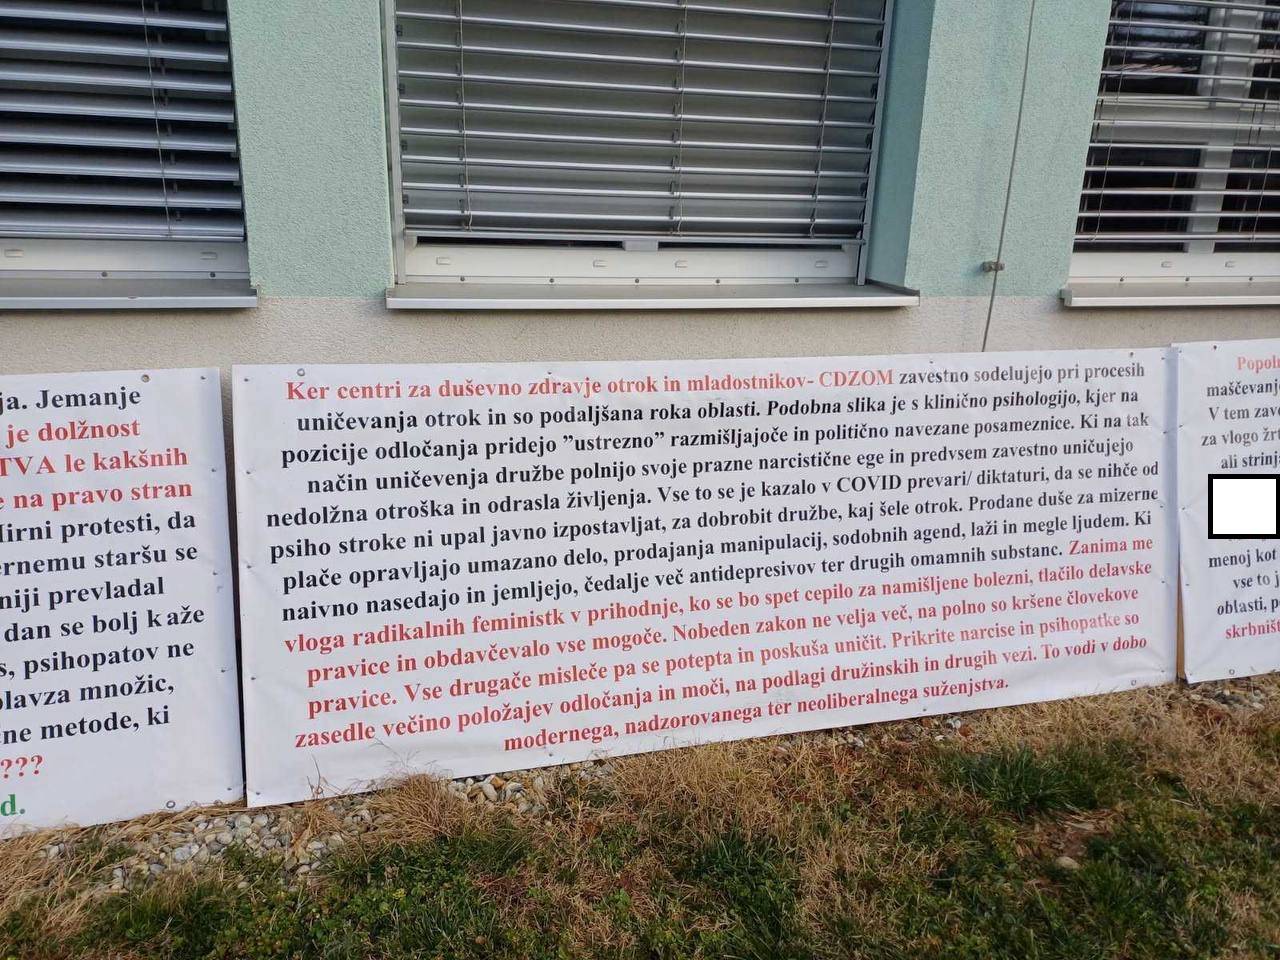 ja. Jemanje
je dolžnost
TVA le kakšnih
e na pravo stran
Mirni protesti, da
ernemu staršu se
niji prevladal
dan se bolj kaže
s, psihopatov ne
plavza množic,
ne metode, ki
???
d.
Ker centri za duševno zdravje otrok in mladostnikov- CDZOM zavestno sodelujejo pri procesih
uničevanja otrok in so podaljšana roka oblasti. Podobna slika je s klinično psihologijo, kjer na
pozicije odločanja pridejo ”ustrezno” razmišljajoče in politično navezane posameznice. Ki na tak
način uničevenja družbe polnijo svoje prazne narcistične ege in predvsem zavestno uničujejo
nedolžna otroška in odrasla življenja. Vse to se je kazalo v COVID prevari/ diktaturi, da se nihče od
psiho stroke ni upal javno izpostavljat, za dobrobit družbe, kaj šele otrok. Prodane duše za mizerne
plače opravljajo umazano delo, prodajanja manipulacij, sodobnih agend, laži in megle ljudem. Ki
naivno nasedajo in jemljejo, čedalje več antidepresivov ter drugih omamnih substanc. Zanima me
vloga radikalnih feministk v prihodnje, ko se bo spet cepilo za namišljene bolezni, tlačilo delavske
pravice in obdavčevalo vse mogoče. Nobeden zakon ne velja več, na polno so kršene človekove
pravice. Vse drugače misleče pa se potepta in poskuša uničit. Prikrite narcise in psihopatke so
zasedle večino položajev odločanja in moči, na podlagi družinskih in drugih vezi. To vodi v dobo
modernega, nadzorovanega ter neoliberalnega suženjstva.
Popoln
maščevanje
V tem zave
za vlogo žrt
ali strinja
menoj kot
vse to j
oblasti, p
skrbništ